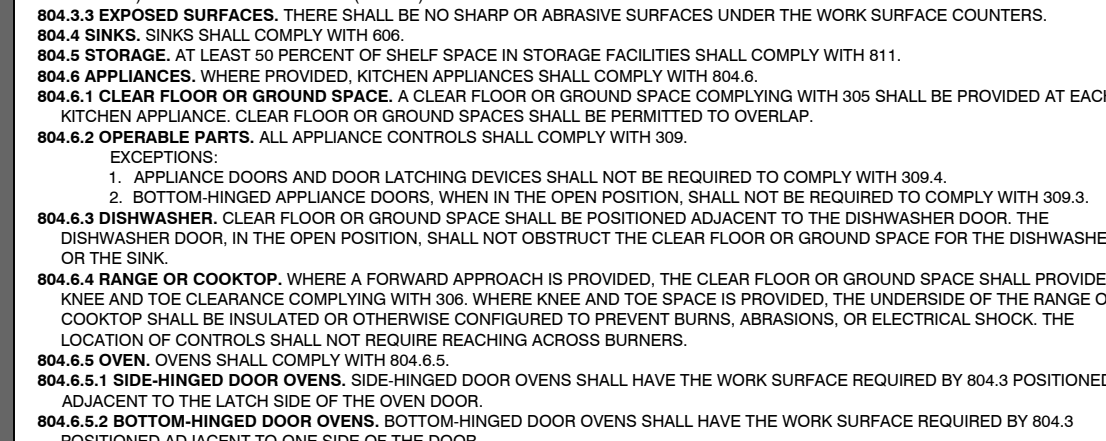 804.3.3 EXPOSED SURFACES. THERE SHALL BE NO SHARP OR ABRASIVE SURFACES UNDER THE WORK SURFACE COUNTERS.
804.4 SINKS. SINKS SHALL COMPLY WITH 606.
804.5 STORAGE. AT LEAST 50 PERCENT OF SHELF SPACE IN STORAGE FACILITIES SHALL COMPLY WITH 811.
804.6 APPLIANCES. WHERE PROVIDED, KITCHEN APPLIANCES SHALL COMPLY WITH 804.6.
804.6.1 CLEAR FLOOR OR GROUND SPACE. A CLEAR FLOOR OR GROUND SPACE COMPLYING WITH 305 SHALL BE PROVIDED AT EACH
KITCHEN APPLIANCE. CLEAR FLOOR OR GROUND SPACES SHALL BE PERMITTED TO OVERLAP.
804.6.2 OPERABLE PARTS. ALL APPLIANCE CONTROLS SHALL COMPLY WITH 309.
EXCEPTIONS:
1. APPLIANCE DOORS AND DOOR LATCHING DEVICES SHALL NOT BE REQUIRED TO COMPLY WITH 309.4.
2. BOTTOM-HINGED APPLIANCE DOORS, WHEN IN THE OPEN POSITION, SHALL NOT BE REQUIRED TO COMPLY WITH 309.3.
804.6.3 DISHWASHER. CLEAR FLOOR OR GROUND SPACE SHALL BE POSITIONED ADJACENT TO THE DISHWASHER DOOR. THE
DISHWASHER DOOR, IN THE OPEN POSITION, SHALL NOT OBSTRUCT THE CLEAR FLOOR OR GROUND SPACE FOR THE DISHWASHE
OR THE SINK.
804.6.4 RANGE OR COOKTOP. WHERE A FORWARD APPROACH IS PROVIDED, THE CLEAR FLOOR OR GROUND SPACE SHALL PROVIDE
KNEE AND TOE CLEARANCE COMPLYING WITH 306. WHERE KNEE AND TOE SPACE IS PROVIDED, THE UNDERSIDE OF THE RANGE O
COOKTOP SHALL BE INSULATED OR OTHERWISE CONFIGURED TO PREVENT BURNS, ABRASIONS, OR ELECTRICAL SHOCK. THE
LOCATION OF CONTROLS SHALL NOT REQUIRE REACHING ACROSS BURNERS.
804.6.5 OVEN. OVENS SHALL COMPLY WITH 804.6.5.
804.6.5.1 SIDE-HINGED DOOR OVENS. SIDE-HINGED DOOR OVENS SHALL HAVE THE WORK SURFACE REQUIRED BY 804.3 POSITIONED
ADJACENT TO THE LATCH SIDE OF THE OVEN DOOR.
804.6.5.2 BOTTOM-HINGED DOOR OVENS. BOTTOM-HINGED DOOR OVENS SHALL HAVE THE WORK SURFACE REQUIRED BY 804.3
POSITIONED ADJACENT TO ONE SIDE OF THE DOOR.